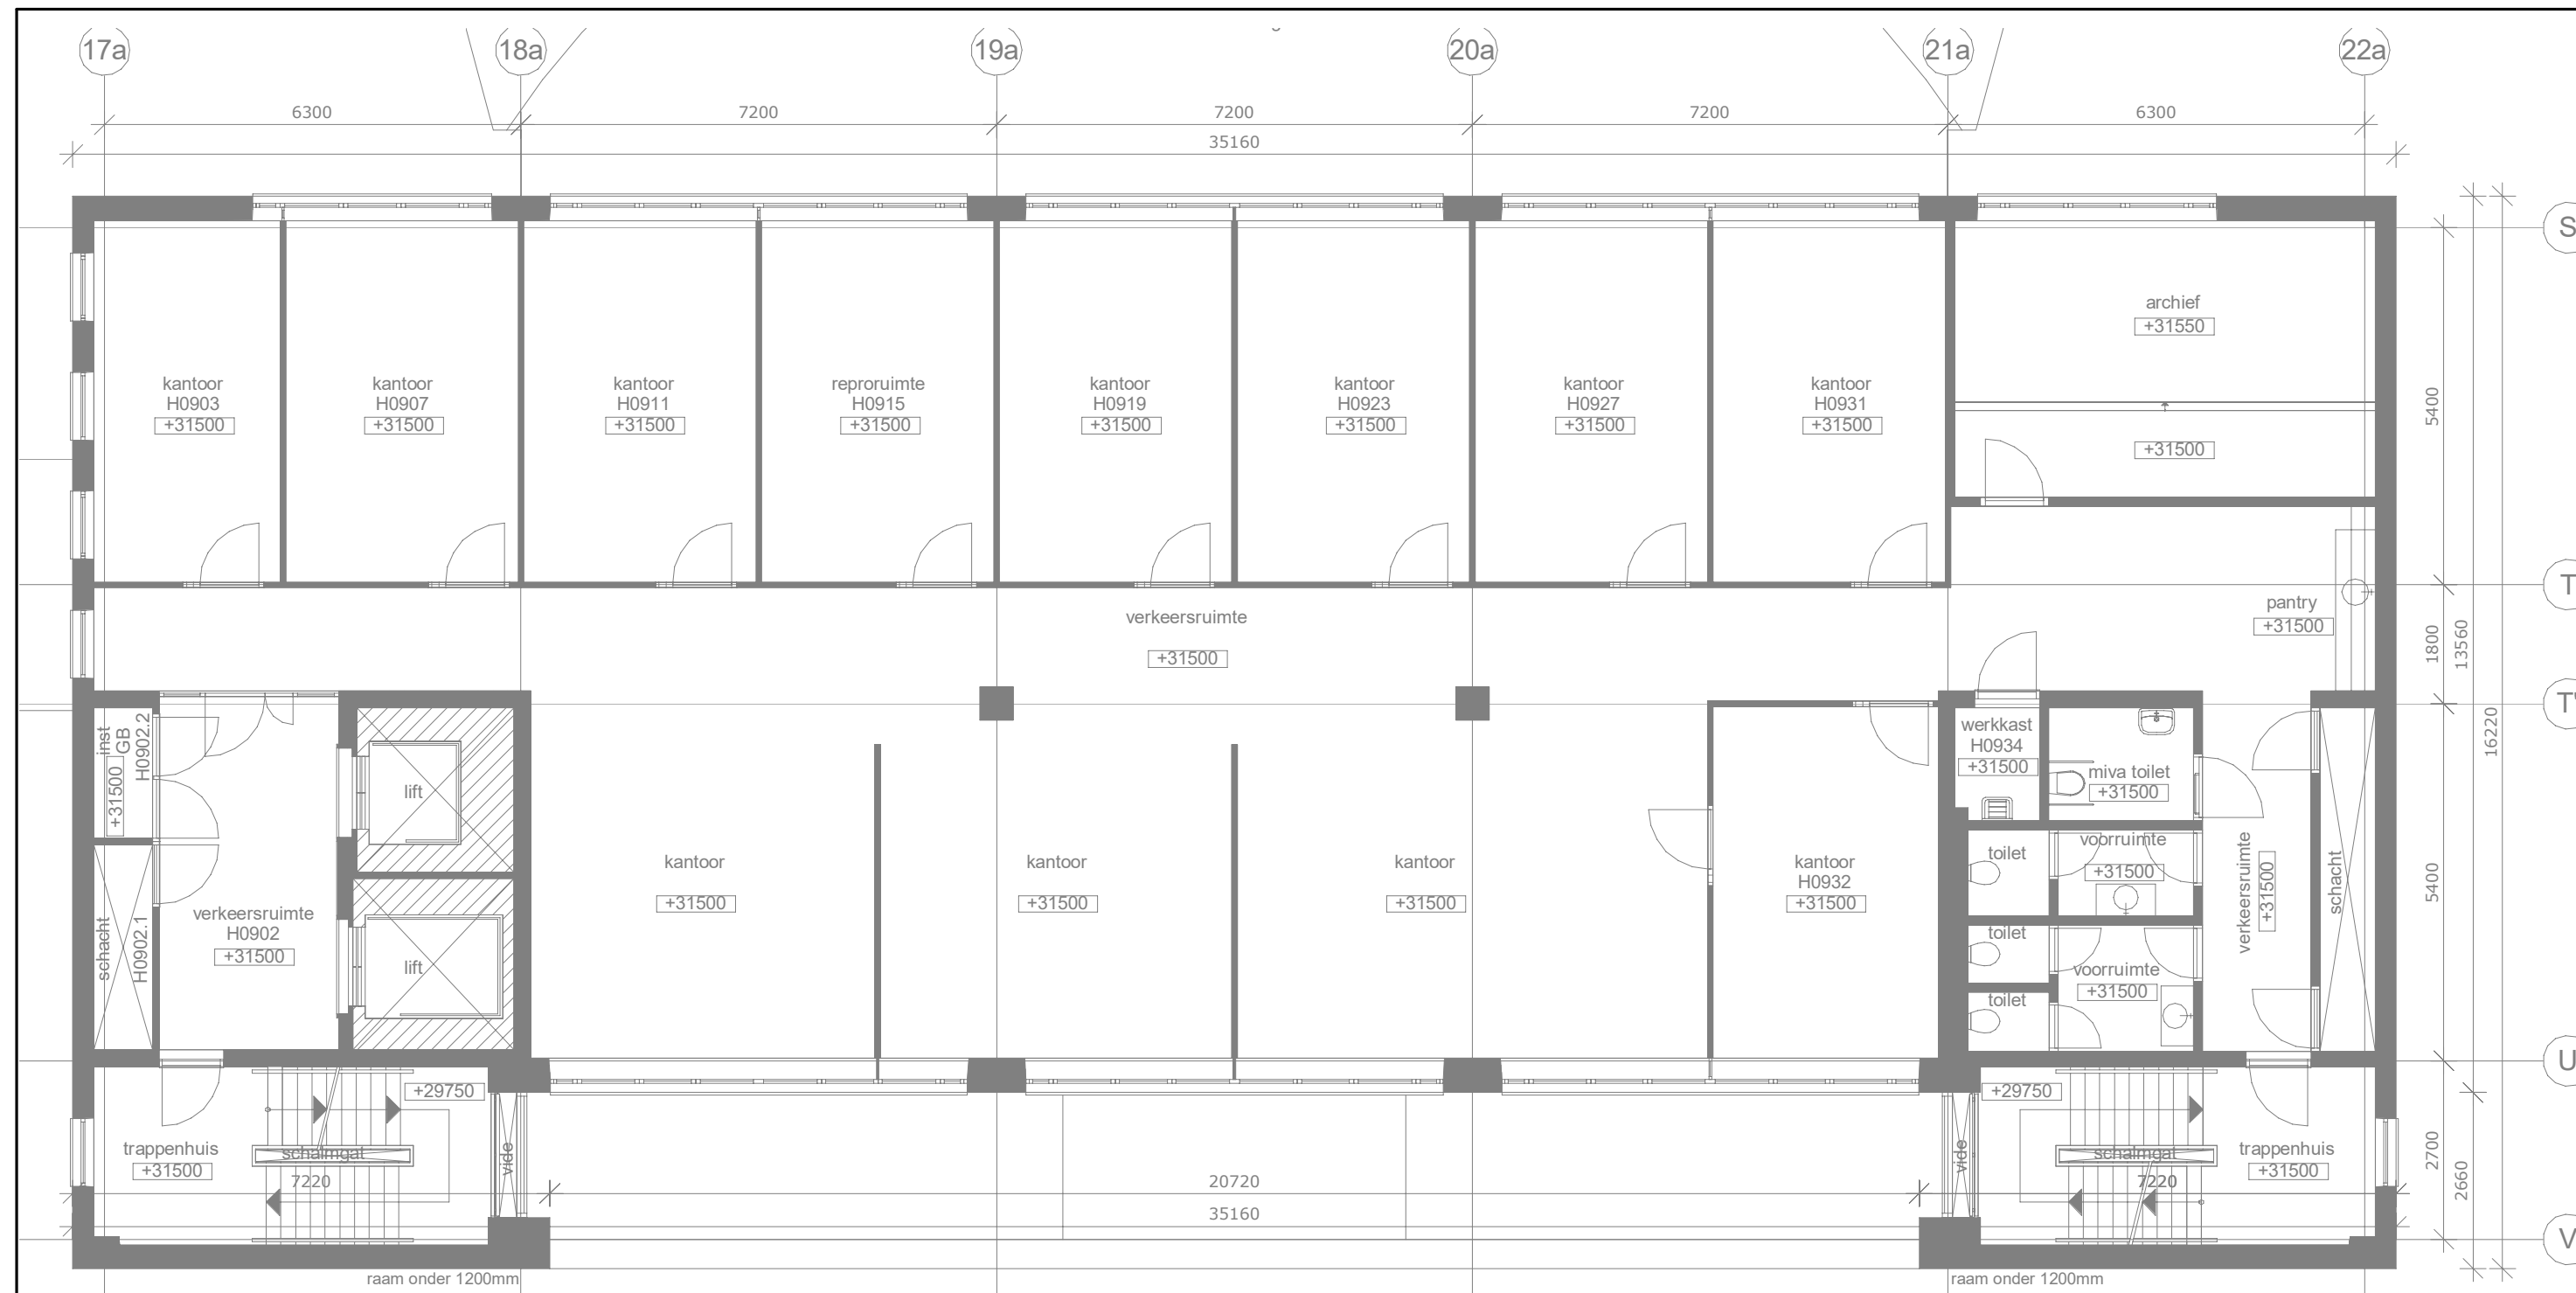 17a
18a
19a
20a
21a
22a
6300
7200
7200
7200
6300
35160
S
archief
+31550
kantoor
H0903
+31500
kantoor
H0907
+31500
kantoor
H0911
+31500
reproruimte
H0915
+31500
kantoor
H0919
+31500
kantoor
H0923
+31500
kantoor
H0927
+31500
kantoor
H0931
+31500
+31500
5400
T
verkeersruimte
+31500
pantry
+31500
1800
13560
16220
inst
GB
H0902.2
+31500
lift
werkkast
H0934
+31500
miva toilet
+31500
kantoor
+31500
kantoor
+31500
kantoor
+31500
kantoor
H0932
+31500
toilet
voorruimte
+31500
verkeersruimte
+31500
schacht
5400
schacht
H0902.1
verkeersruimte
H0902
+31500
lift
toilet
voorruimte
+31500
toilet
U
+29750
+29750
trappenhuis
+31500
schalmgat
7220
vide
20720
35160
vide
schalmgat
7220
trappenhuis
+31500
2700
2660
V
raam onder 1200mm
raam onder 1200mm